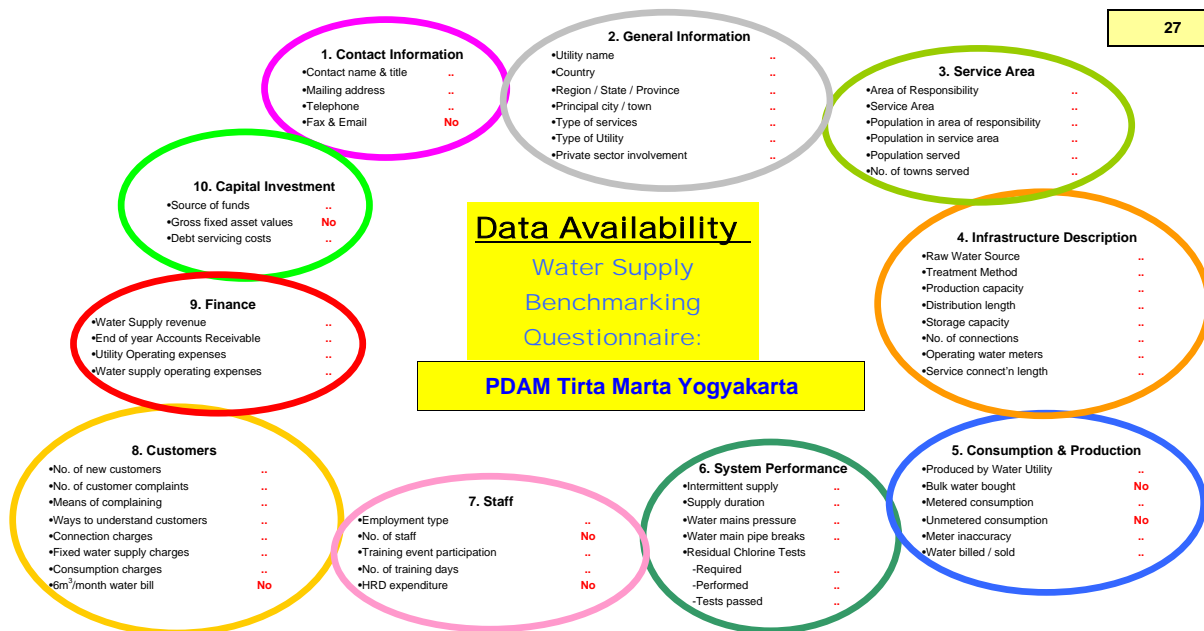 27
1. Contact Information
•Contact name & title ..
•Mailing address ..
•Telephone ..
•Fax & Email No
2. General Information
•Utility name ..
•Country ..
•Region / State / Province ..
•Principal city / town ..
•Type of services ..
•Type of Utility ..
•Private sector involvement ..
3. Service Area
•Area of Responsibility ..
•Service Area ..
•Population in area of responsibility ..
•Population in service area ..
•Population served ..
•No. of towns served ..
10. Capital Investment
•Source of funds ..
•Gross fixed asset values No
•Debt servicing costs ..
Data Availability
Water Supply
Benchmarking
Questionnaire:
PDAM Tirta Marta Yogyakarta
4. Infrastructure Description
•Raw Water Source ..
•Treatment Method ..
•Production capacity ..
•Distribution length ..
•Storage capacity ..
•No. of connections ..
•Operating water meters ..
•Service connect'n length ..
9. Finance
•Water Supply revenue ..
•End of year Accounts Receivable ..
•Utility Operating expenses ..
•Water supply operating expenses ..
8. Customers
•No. of new customers ..
•No. of customer complaints ..
•Means of complaining ..
•Ways to understand customers ..
•Connection charges ..
•Fixed water supply charges ..
•Consumption charges ..
•6m³/month water bill No
7. Staff
•Employment type ..
•No. of staff No
•Training event participation ..
•No. of training days ..
•HRD expenditure No
6. System Performance
•Intermittent supply ..
•Supply duration ..
•Water mains pressure ..
•Water main pipe breaks ..
•Residual Chlorine Tests
-Required ..
-Performed ..
-Tests passed ..
5. Consumption & Production
•Produced by Water Utility ..
•Bulk water bought No
•Metered consumption ..
•Unmetered consumption No
•Meter inaccuracy ..
•Water billed / sold ..